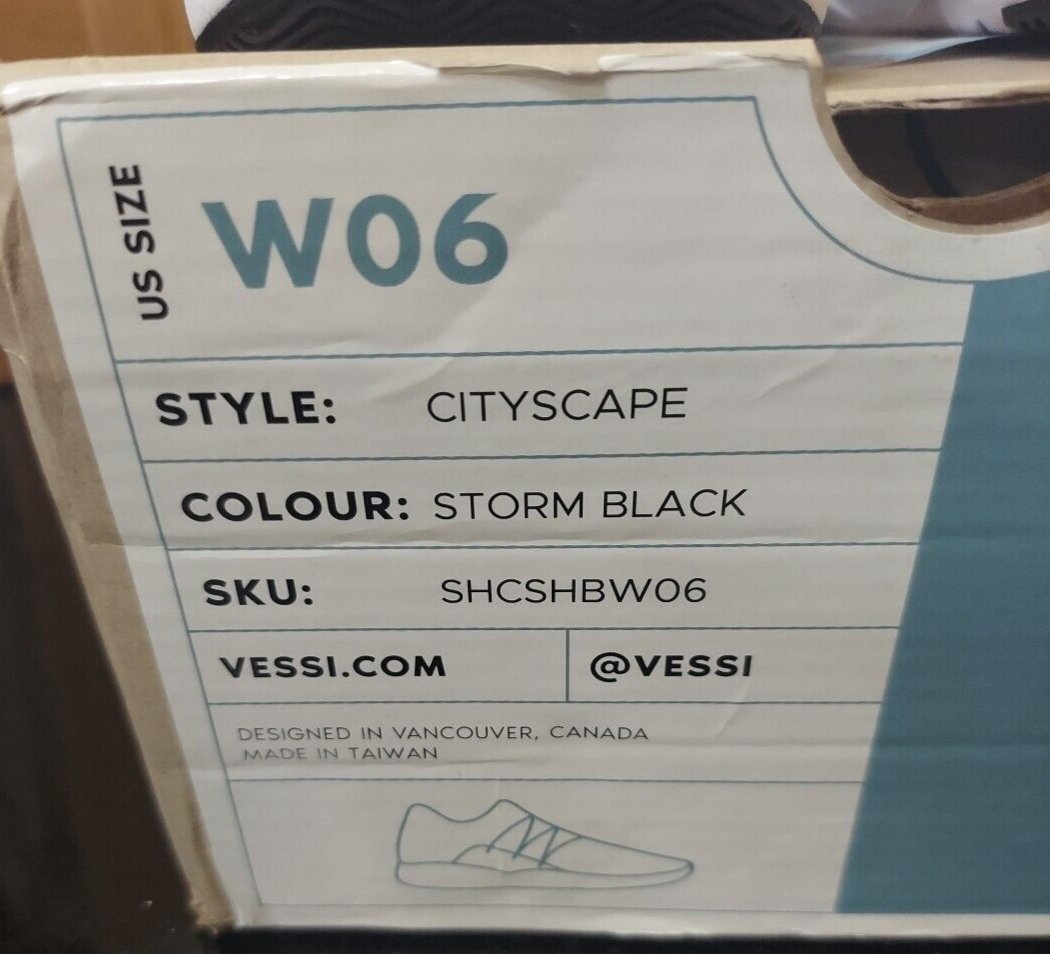 US SIZE
W06
STYLE: CITYSCAPE
COLOUR: STORM BLACK
SKU: SHCSHBW06
VESSI.COM
@VESSI
DESIGNED IN VANCOUVER, CANADA
MADE IN TAIWAN